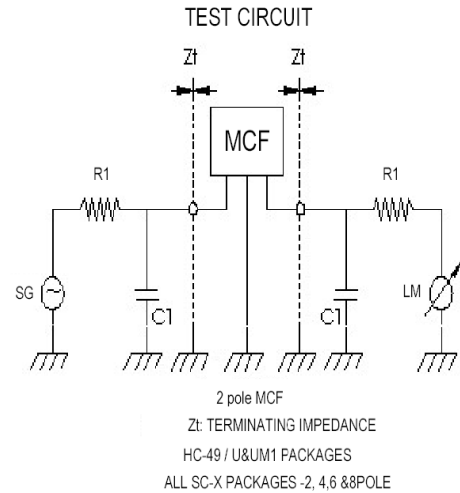 TEST CIRCUIT
Zt Zt
MCF
R1 R1
SG LM
C1 C1
2 pole MCF
Zt: TERMINATING IMPEDANCE
HC-49 / U&UM1 PACKAGES
ALL SC-X PACKAGES -2, 4,6 &8POLE